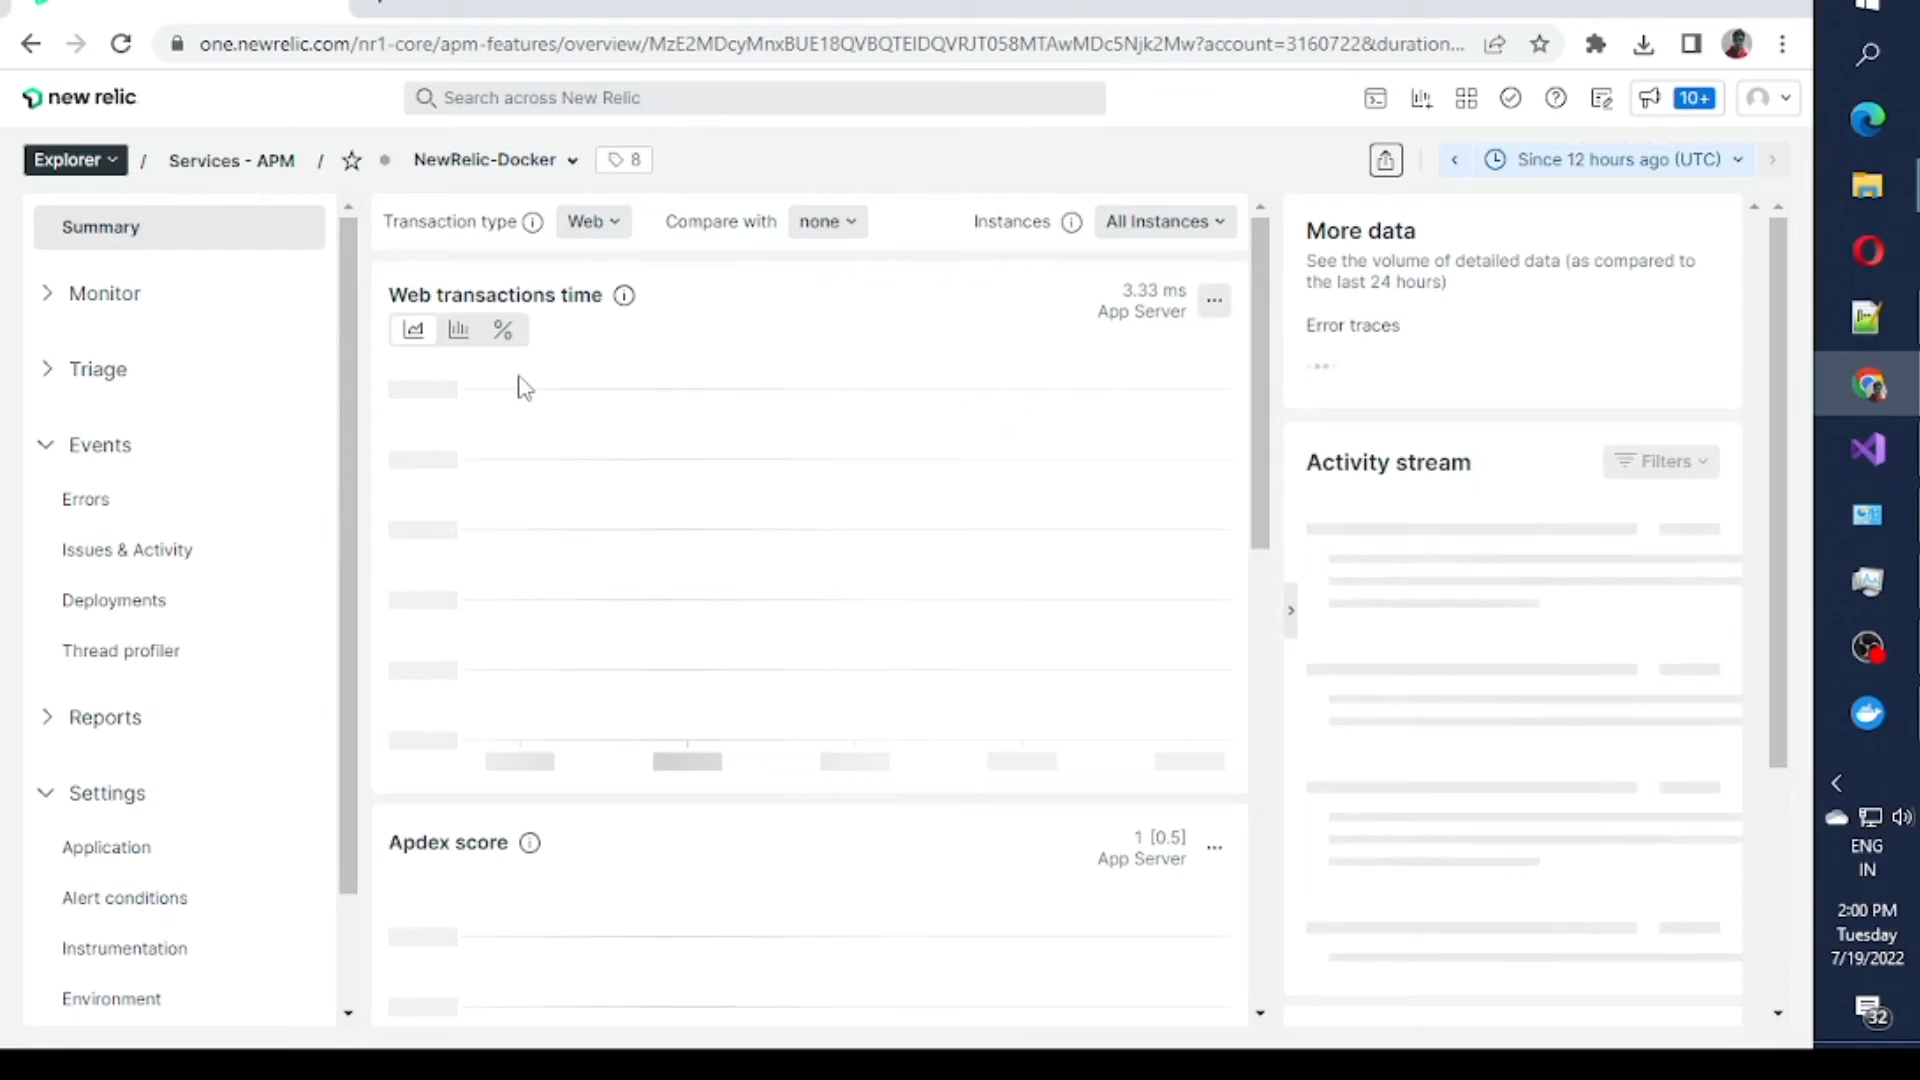 one.newrelic.com/nr1-core/apm-features/overview/MzE2MDcyMnxBUE18QVBQTElDQVRJT058MTAwMDc5Njk2Mw?account=3160722&duration...
new relic
Search across New Relic
10+
Explorer / Services - APM / NewRelic-Docker 8
Since 12 hours ago (UTC)
Summary
Monitor
Triage
Events
Errors
Issues & Activity
Deployments
Thread profiler
Reports
Settings
Application
Alert conditions
Instrumentation
Environment
Transaction type Web Compare with none Instances All Instances
Web transactions time
3.33 ms
App Server
%
Apdex score
1 [0.5]
App Server
More data
See the volume of detailed data (as compared to
the last 24 hours)
Error traces
Activity stream
Filters
ENG
IN
2:00 PM
Tuesday
7/19/2022
32